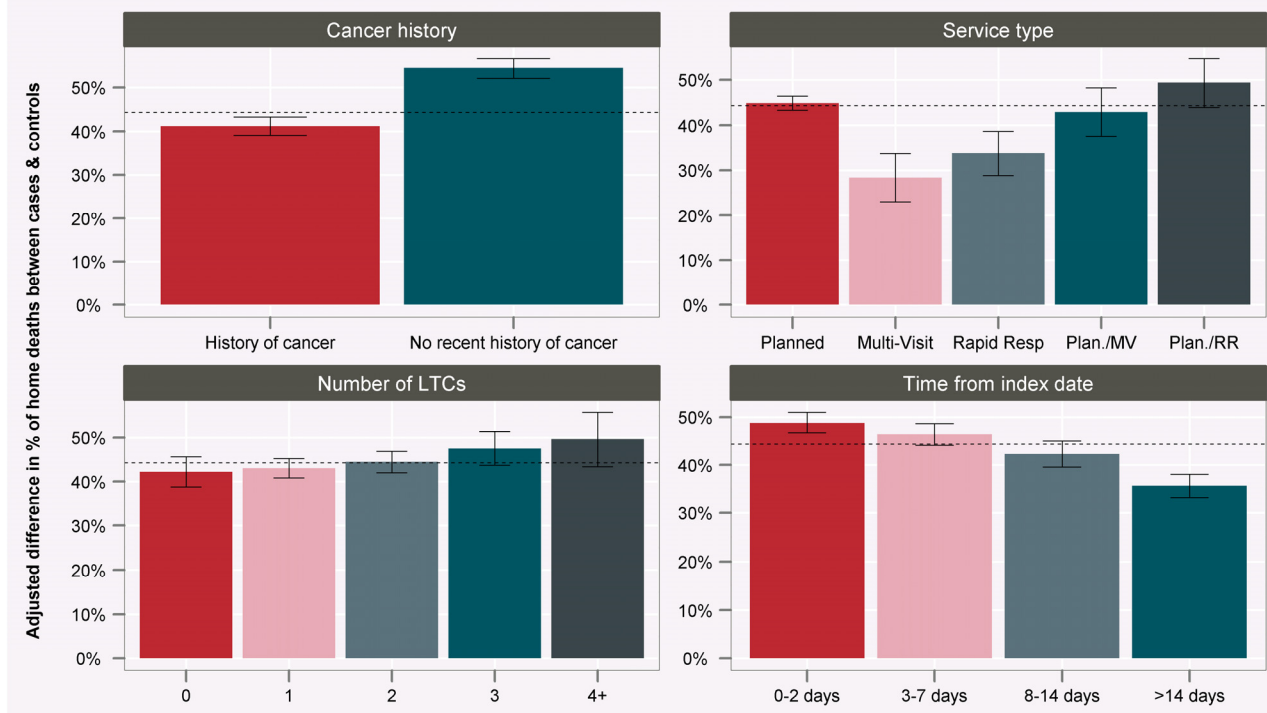 Adjusted difference in % of home deaths between cases & controls
Cancer history
50%
40%
30%
20%
10%
0%
History of cancer No recent history of cancer
Service type
50%
40%
30%
20%
10%
0%
Planned Multi-Visit Rapid Resp Plan./MV Plan./RR
Number of LTCs
50%
40%
30%
20%
10%
0%
0 1 2 3 4+
Time from index date
50%
40%
30%
20%
10%
0%
0-2 days 3-7 days 8-14 days >14 days